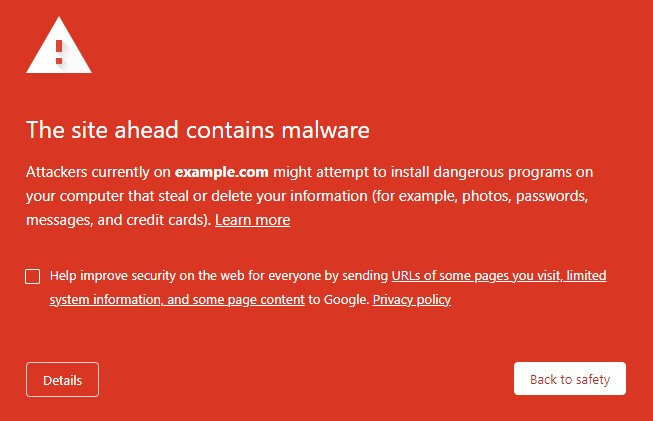 The site ahead contains malware
Attackers currently on example.com might attempt to install dangerous programs on
your computer that steal or delete your information (for example, photos, passwords,
messages, and credit cards). Learn more
Help improve security on the web for everyone by sending URLs of some pages you visit, limited
system information, and some page content to Google. Privacy policy
Details
Back to safety